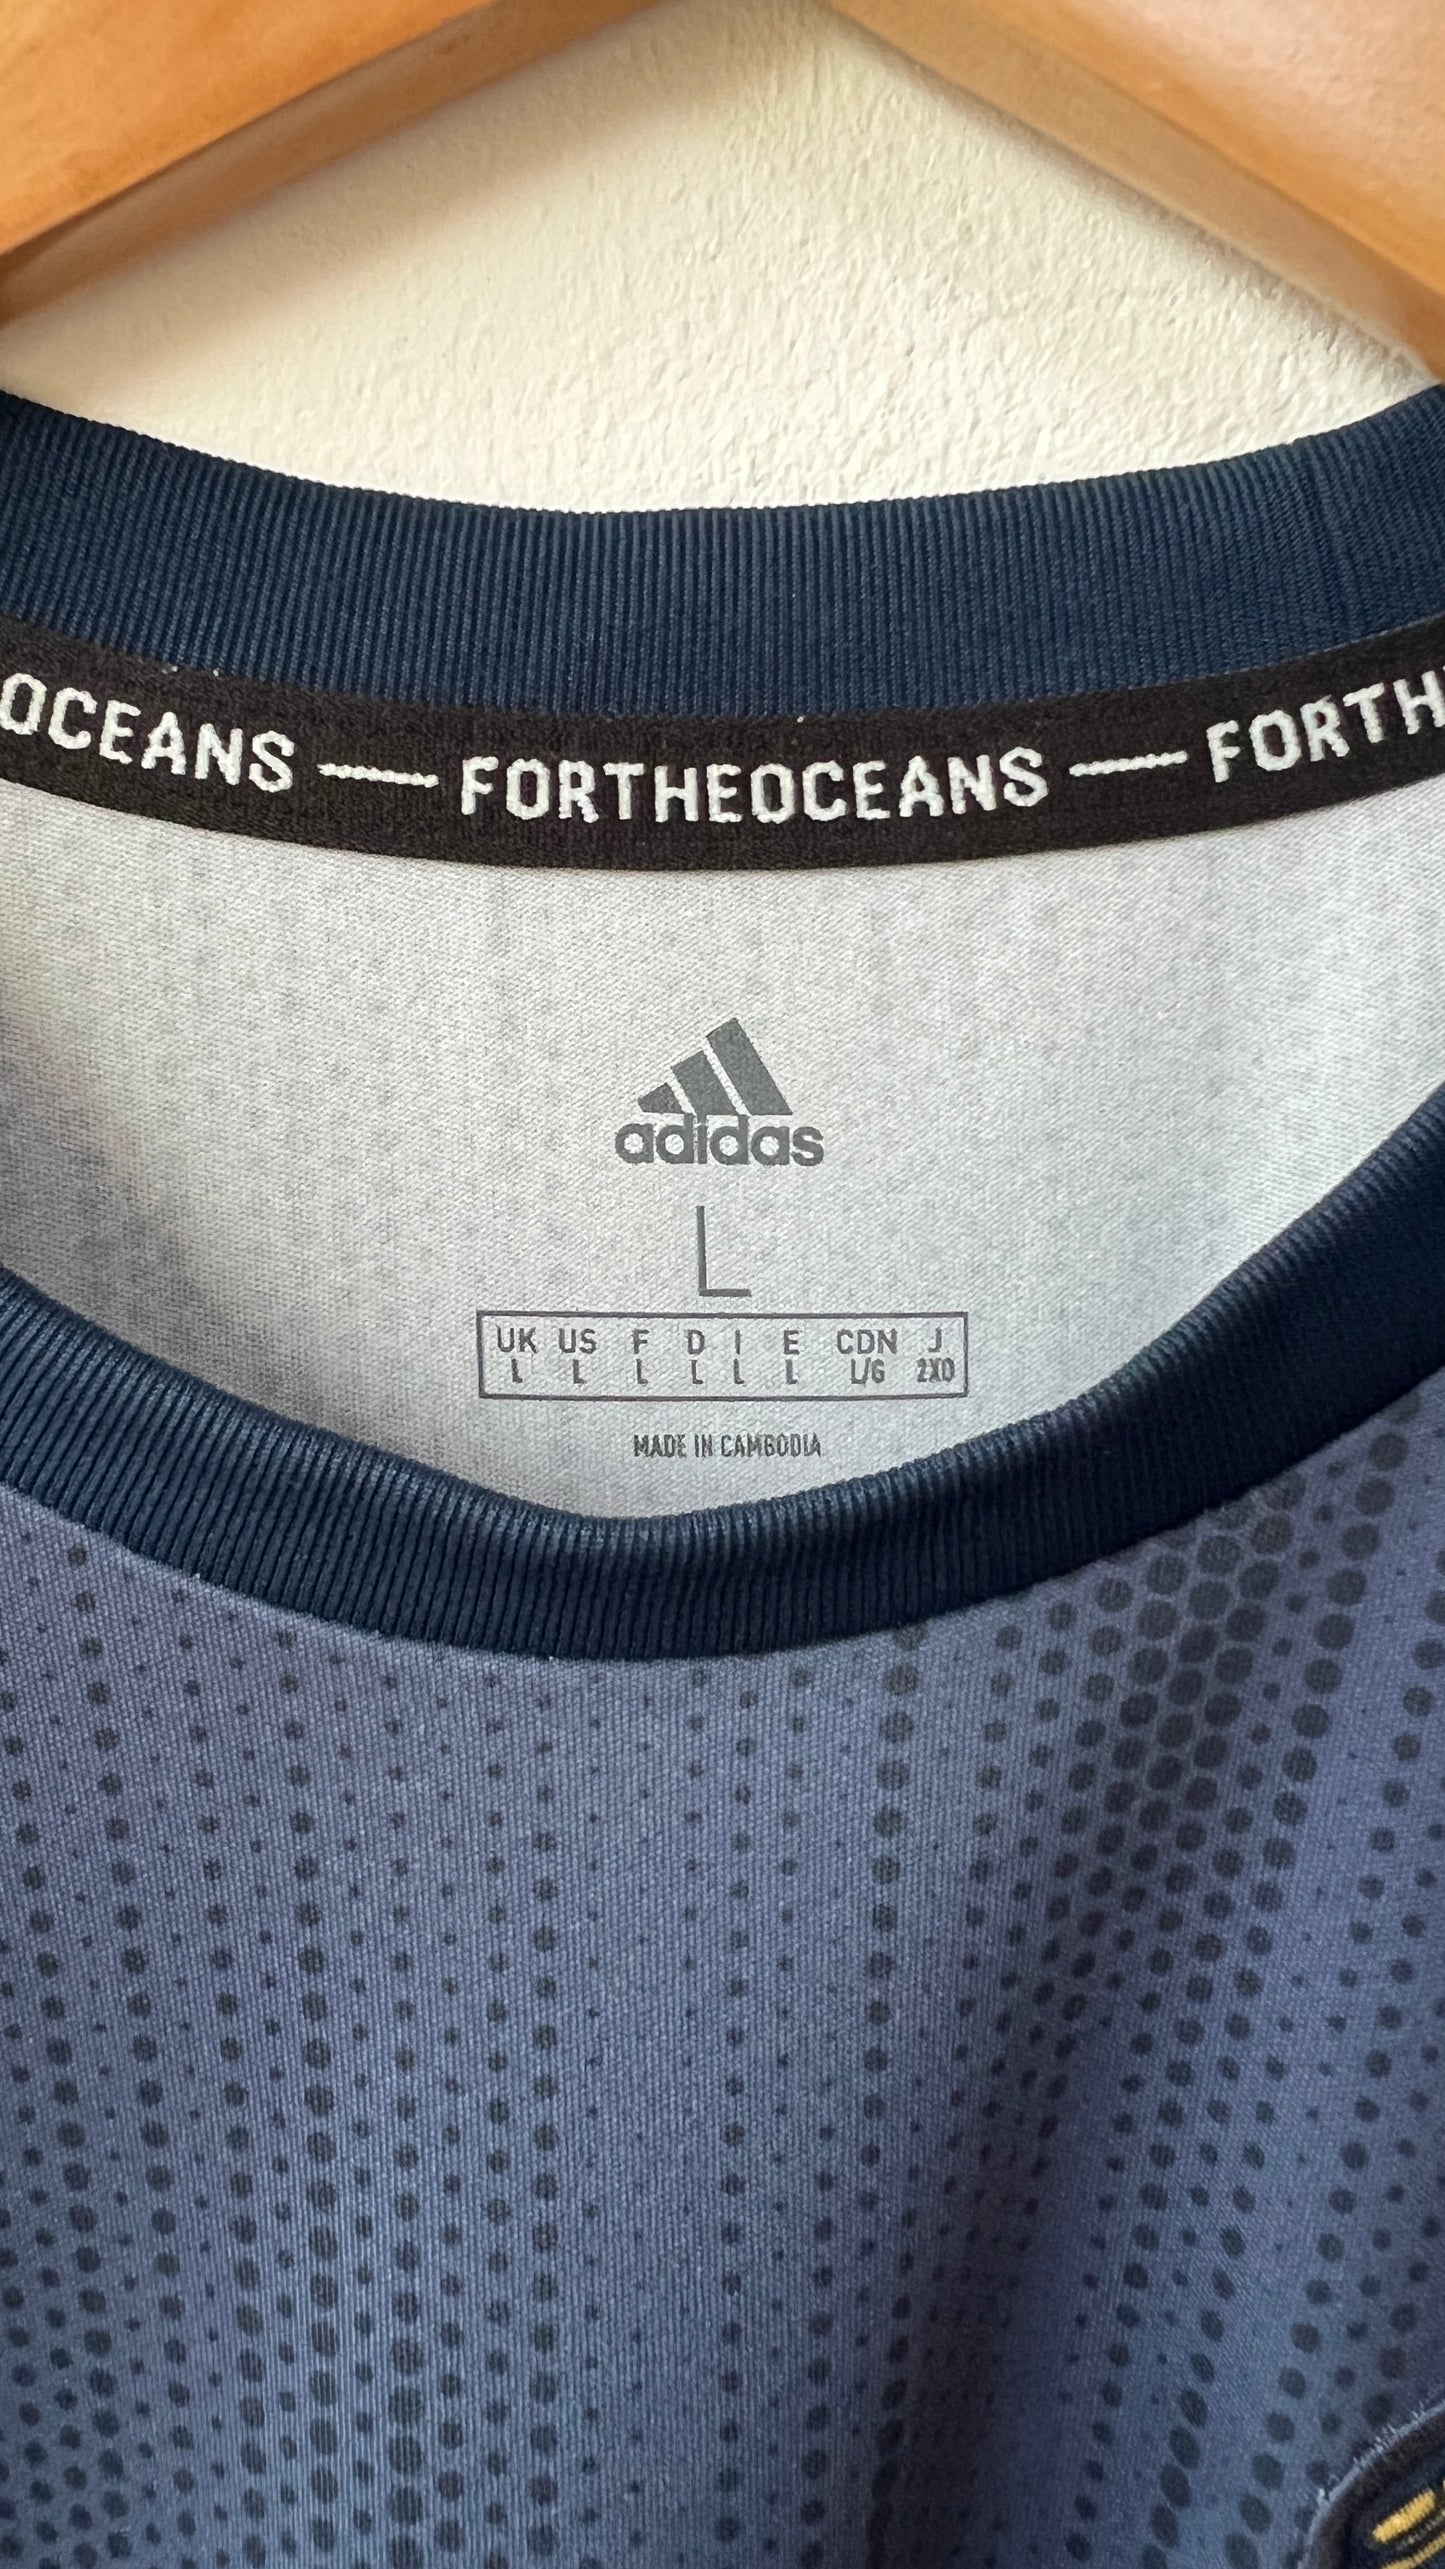 OCEANS — FORTHEOCEANS — FORTH
adidas
L
UK US F D I E CDN J
L L L L L L L/G 2XO
MADE IN CAMBODIA